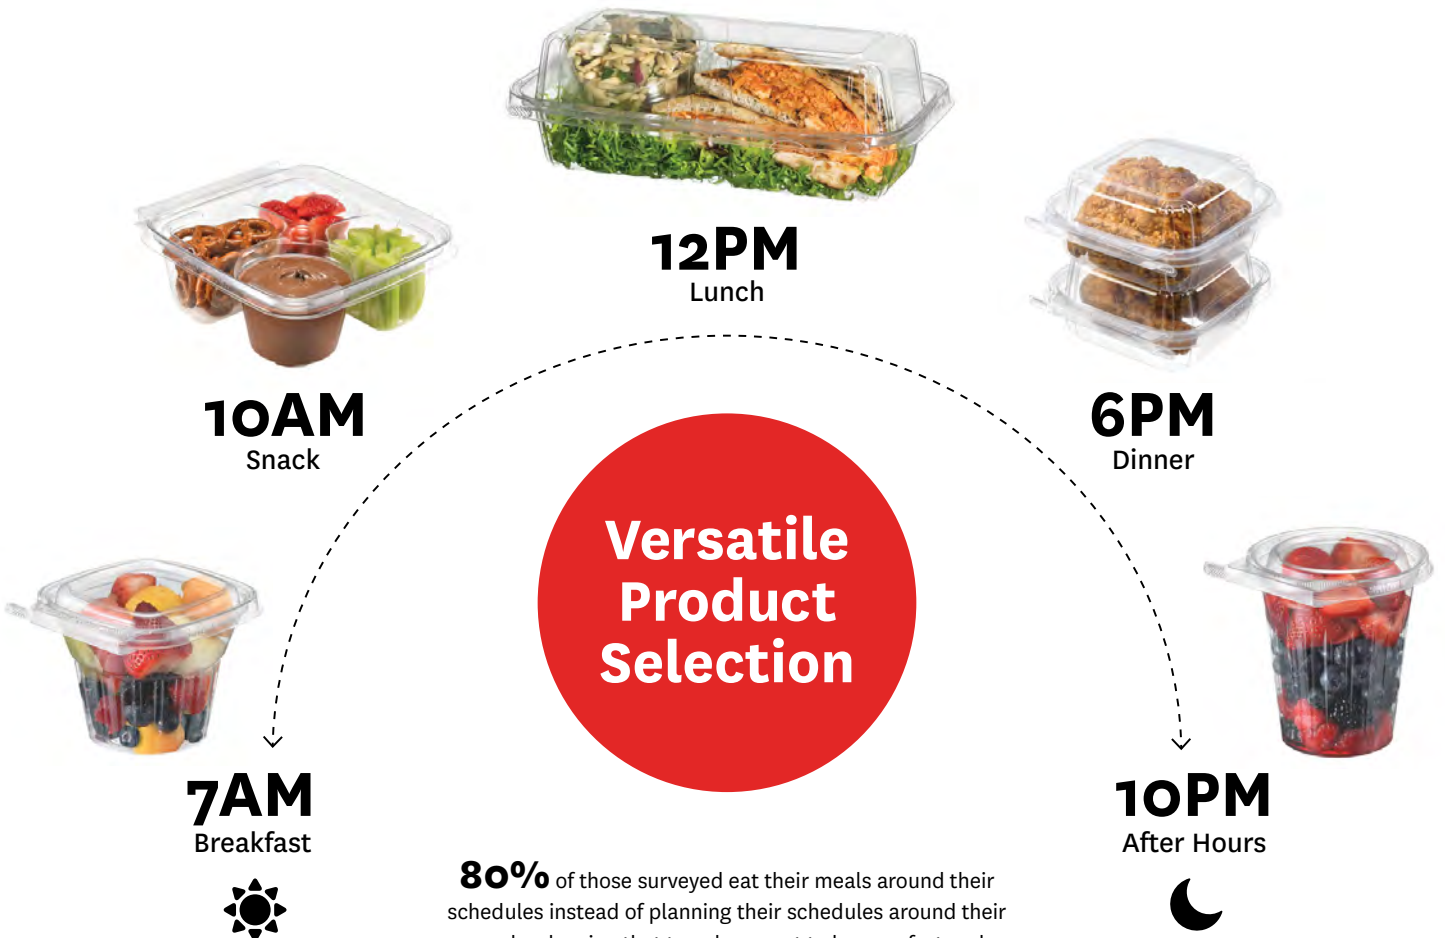 12PM
Lunch
10AM
Snack
6PM
Dinner
Versatile
Product
Selection
7AM
Breakfast
10PM
After Hours
80% of those surveyed eat their meals around their
schedules instead of planning their schedules around their